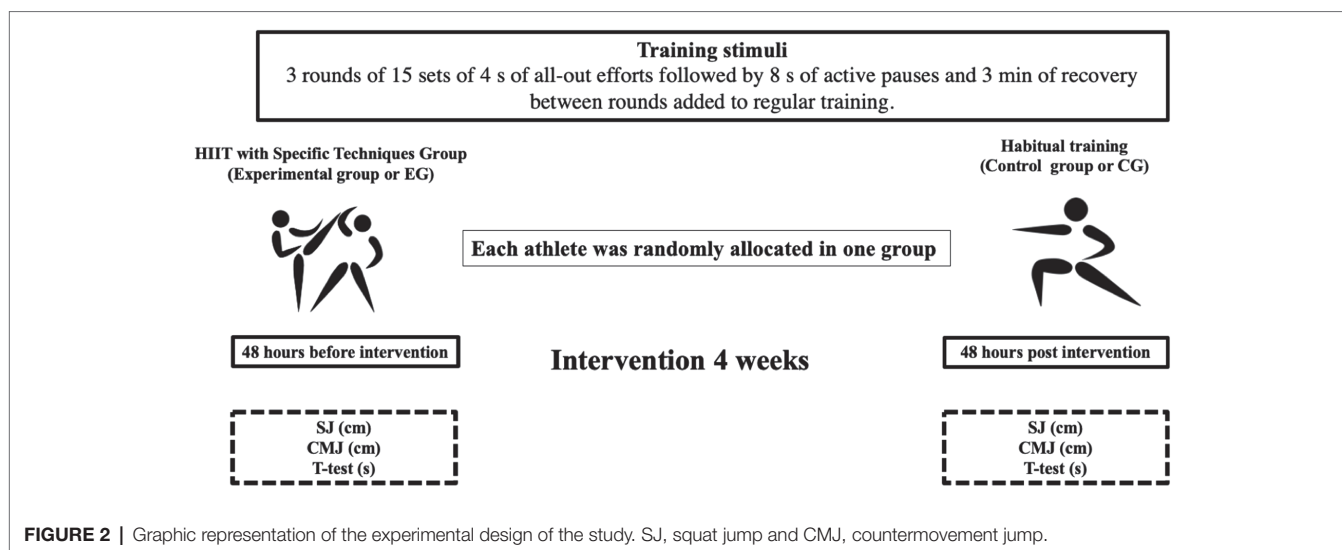 Training stimuli
3 rounds of 15 sets of 4 s of all-out efforts followed by 8 s of active pauses and 3 min of recovery
between rounds added to regular training.
HIIT with Specific Techniques Group
(Experimental group or EG)
Habitual training
(Control group or CG)
Each athlete was randomly allocated in one group
48 hours before intervention
Intervention 4 weeks
48 hours post intervention
SJ (cm)
CMJ (cm)
T-test (s)
SJ (cm)
CMJ (cm)
T-test (s)
FIGURE 2 | Graphic representation of the experimental design of the study. SJ, squat jump and CMJ, countermovement jump.